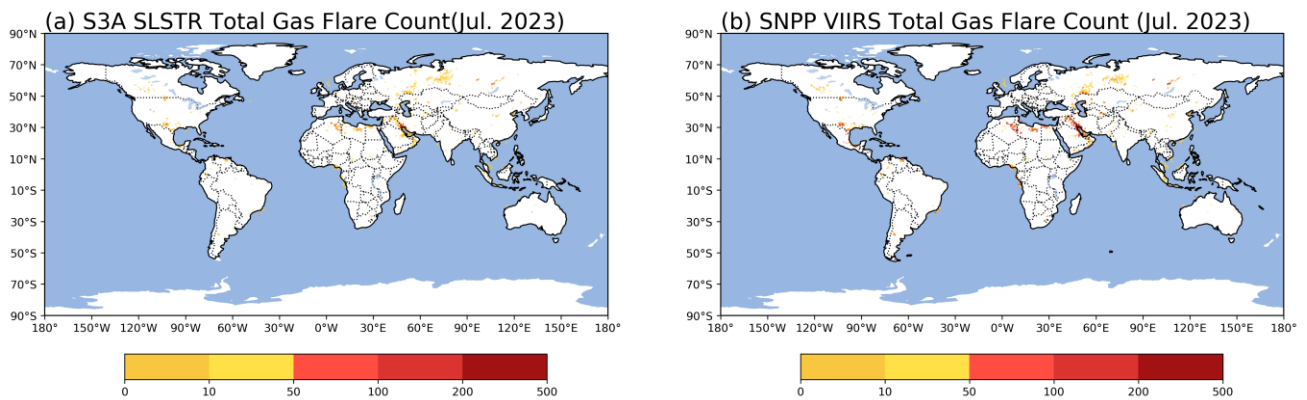 (a) S3A SLSTR Total Gas Flare Count(Jul. 2023)
90°N
70°N
50°N
30°N
10°N
10°S
30°S
50°S
70°S
90°S
180° 150°W 120°W 90°W 60°W 30°W 0°W 30°E 60°E 90°E 120°E 150°E 180°
0 10 50 100 200 500
(b) SNPP VIIRS Total Gas Flare Count (Jul. 2023)
90°N
70°N
50°N
30°N
10°N
10°S
30°S
50°S
70°S
90°S
180° 150°W 120°W 90°W 60°W 30°W 0°W 30°E 60°E 90°E 120°E 150°E 180°
0 10 50 100 200 500